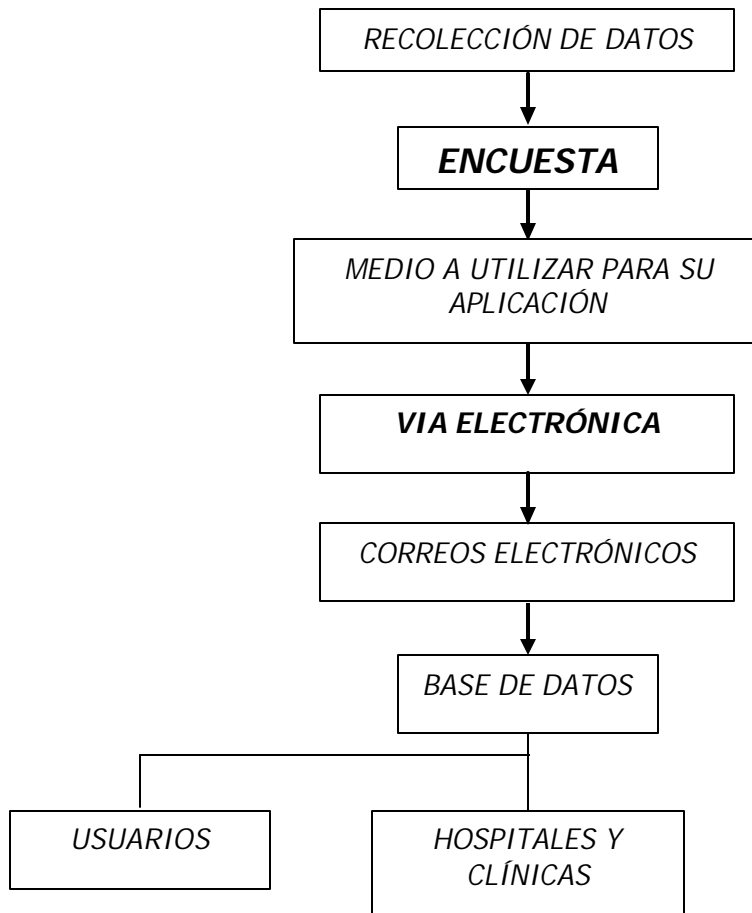 RECOLECCIÓN DE DATOS
ENCUESTA
MEDIO A UTILIZAR PARA SU
APLICACIÓN
VIA ELECTRÓNICA
CORREOS ELECTRÓNICOS
BASE DE DATOS
USUARIOS
HOSPITALES Y
CLÍNICAS